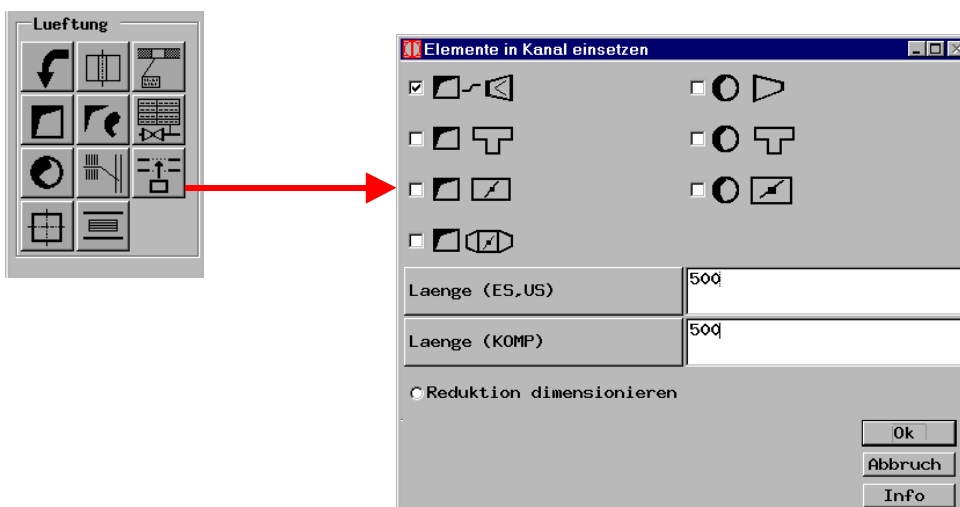 Lueftung
Elemente in Kanal einsetzen
Laenge (ES,US)
500
Laenge (KOMP)
500
Reduktion dimensionieren
Ok
Abbruch
Info